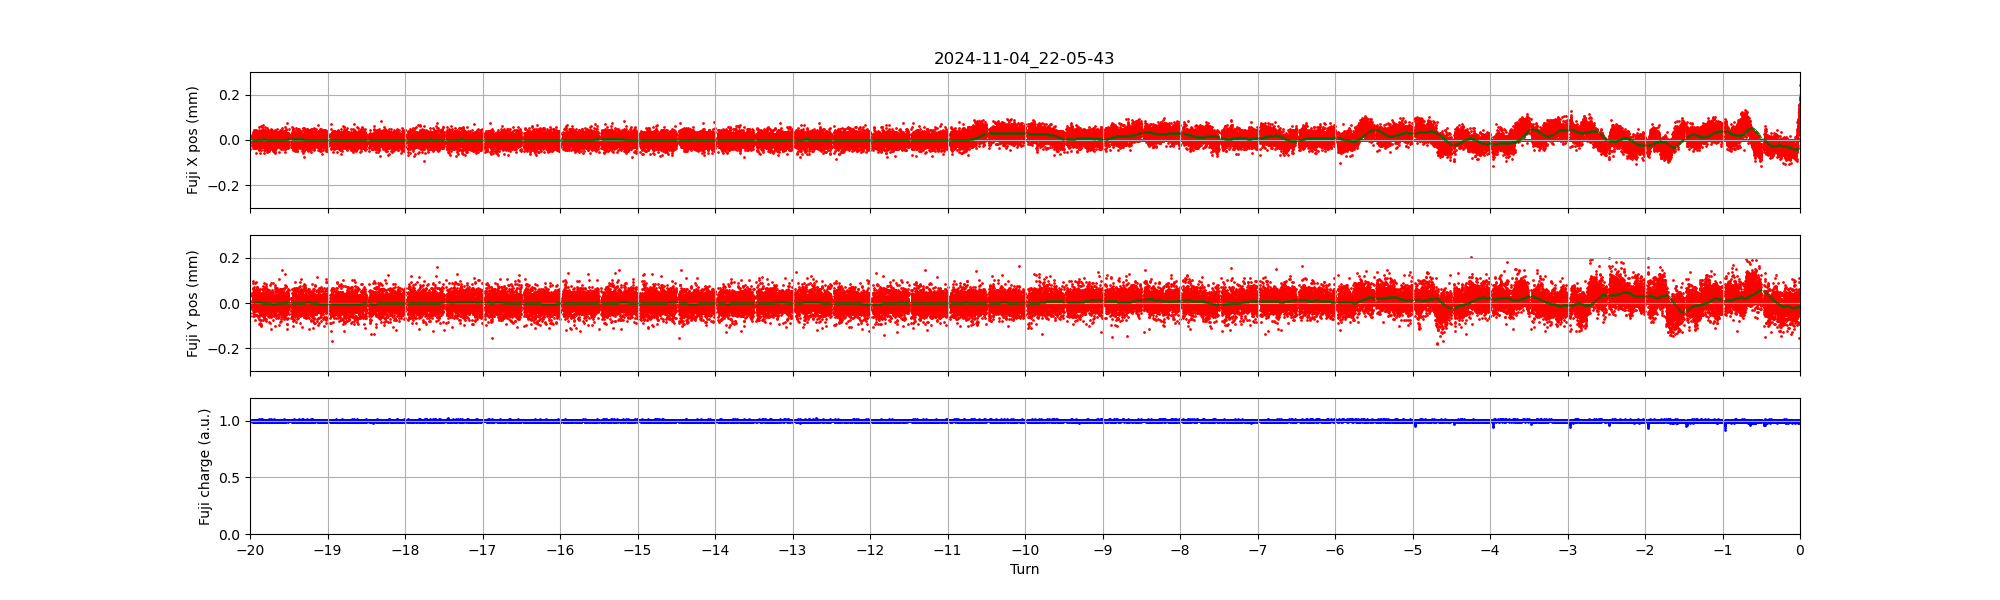 2024-11-04_22-05-43
Fuji X pos (mm)
0.2
0.0
−0.2
Fuji Y pos (mm)
0.2
0.0
−0.2
Fuji charge (a.u.)
1.0
0.5
0.0
−20 −19 −18 −17 −16 −15 −14 −13 −12 −11 −10 −9 −8 −7 −6 −5 −4 −3 −2 −1 0
Turn